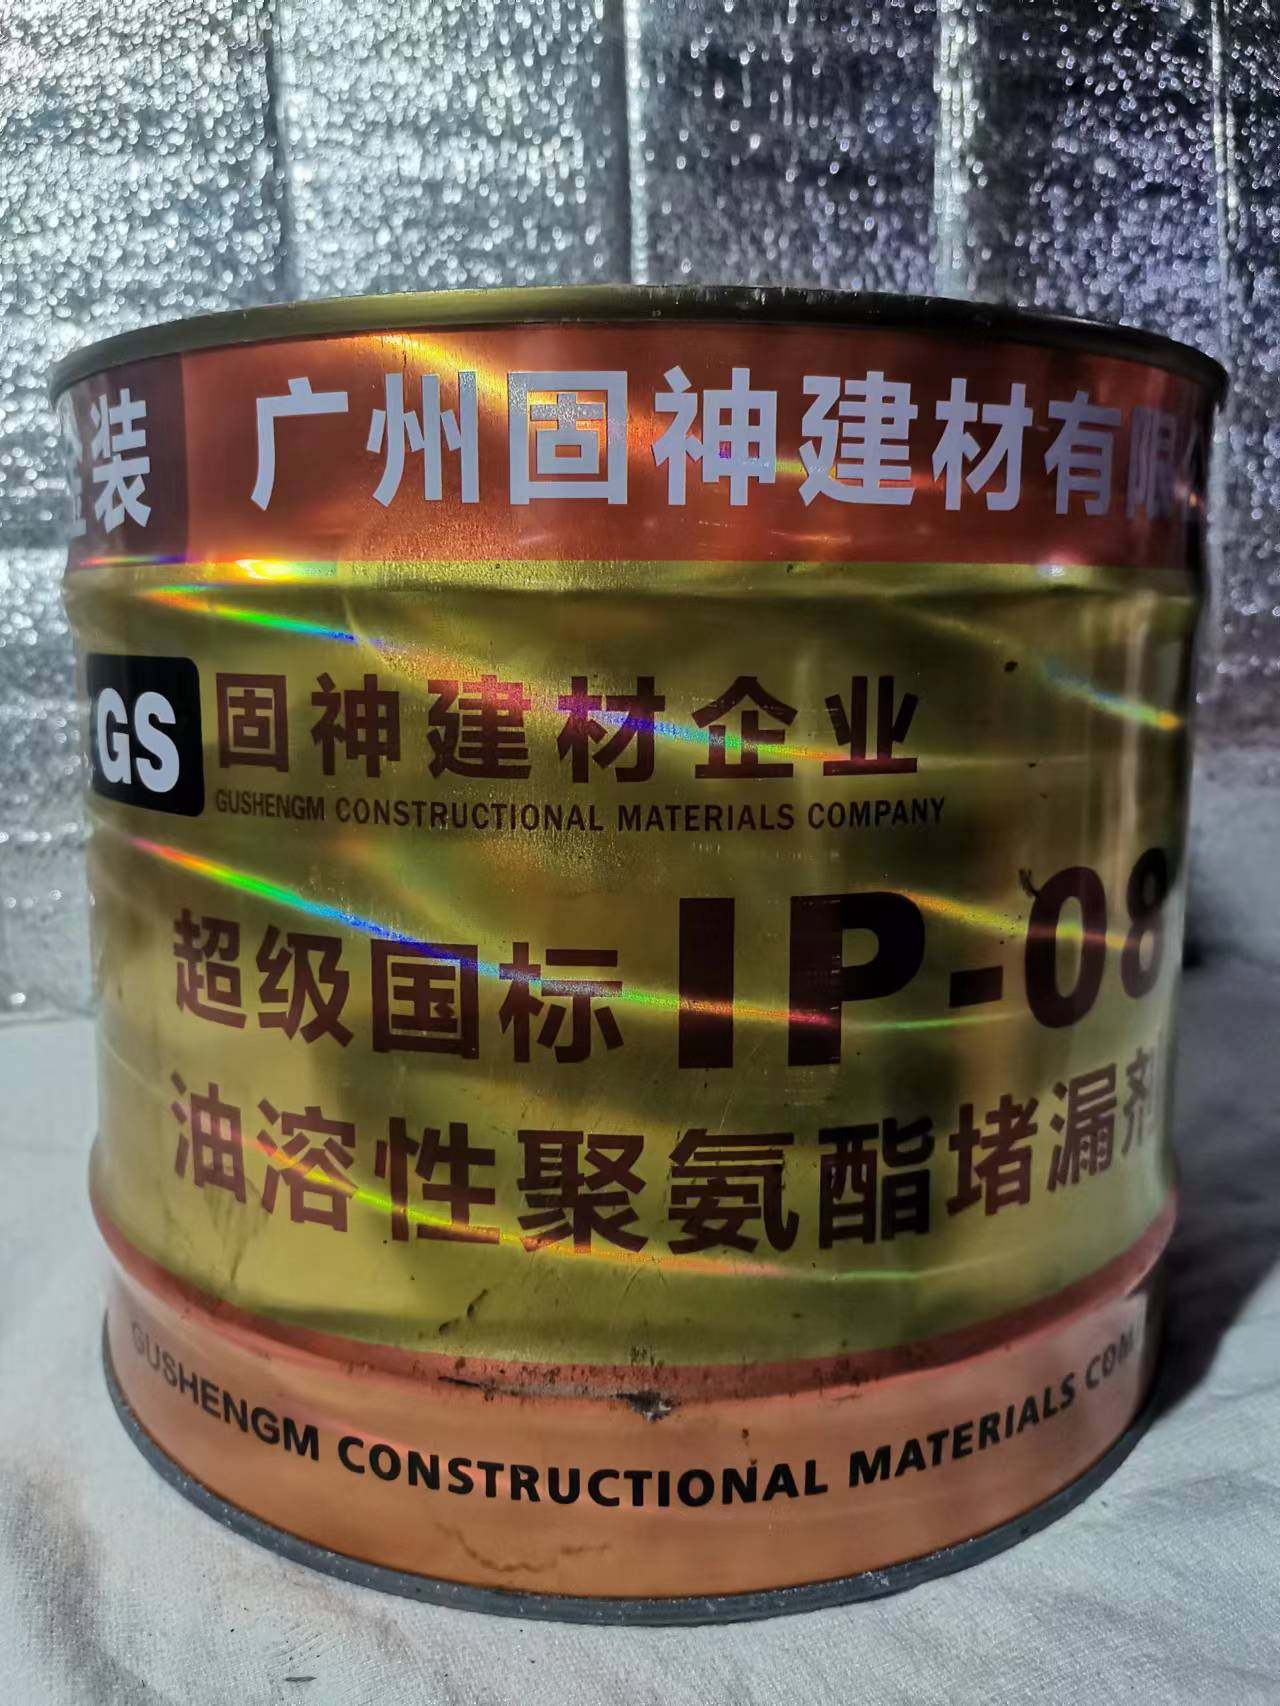 装
广州固神建材有限
GS
固神建材企业
GUSHENGM CONSTRUCTIONAL MATERIALS COMPANY
超级国标 IP-08
油溶性聚氨酯堵漏剂
GUSHENGM CONSTRUCTIONAL MATERIALS COM